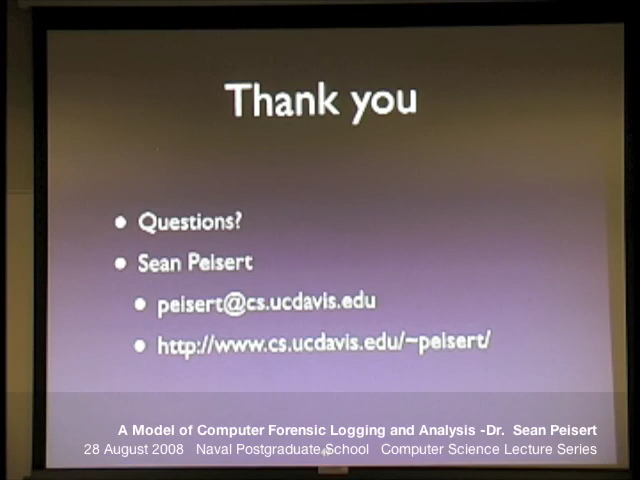 Thank you
• Questions?
• Sean Peisert
• peisert@cs.ucdavis.edu
• http://www.cs.ucdavis.edu/~peisert/
A Model of Computer Forensic Logging and Analysis -Dr. Sean Peisert
28 August 2008 Naval Postgraduate School Computer Science Lecture Series